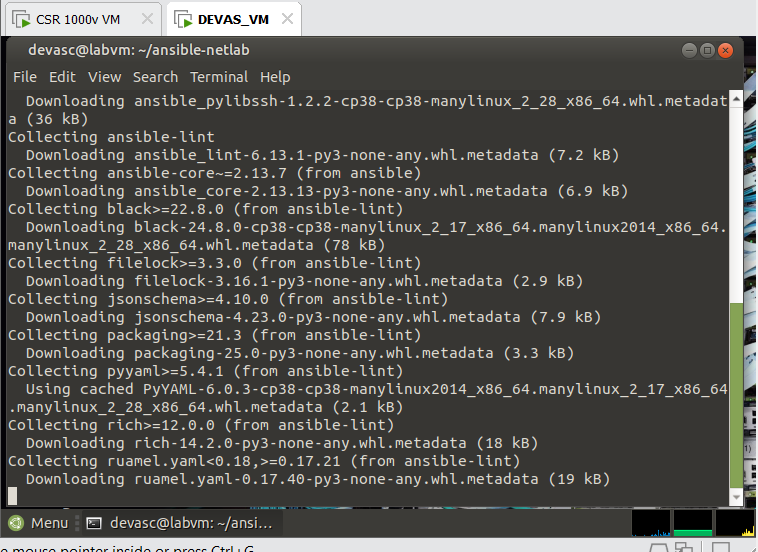 CSR 1000v VM
DEVAS_VM
devasc@labvm: ~/ansible-netlab
File Edit View Search Terminal Help
Downloading ansible_pylibssh-1.2.2-cp38-cp38-manylinux_2_28_x86_64.whl.metadat
a (36 kB)
Collecting ansible-lint
Downloading ansible_lint-6.13.1-py3-none-any.whl.metadata (7.2 kB)
Collecting ansible-core~=2.13.7 (from ansible)
Downloading ansible_core-2.13.13-py3-none-any.whl.metadata (6.9 kB)
Collecting black>=22.8.0 (from ansible-lint)
Downloading black-24.8.0-cp38-cp38-manylinux_2_17_x86_64.manylinux2014_x86_64.
manylinux_2_28_x86_64.whl.metadata (78 kB)
Collecting filelock>=3.3.0 (from ansible-lint)
Downloading filelock-3.16.1-py3-none-any.whl.metadata (2.9 kB)
Collecting jsonschema>=4.10.0 (from ansible-lint)
Downloading jsonschema-4.23.0-py3-none-any.whl.metadata (7.9 kB)
Collecting packaging>=21.3 (from ansible-lint)
Downloading packaging-25.0-py3-none-any.whl.metadata (3.3 kB)
Collecting pyyaml>=5.4.1 (from ansible-lint)
Using cached PyYAML-6.0.3-cp38-cp38-manylinux2014_x86_64.manylinux_2_17_x86_64
.manylinux_2_28_x86_64.whl.metadata (2.1 kB)
Collecting rich>=12.0.0 (from ansible-lint)
Downloading rich-14.2.0-py3-none-any.whl.metadata (18 kB)
Collecting ruamel.yaml<0.18,>=0.17.21 (from ansible-lint)
Downloading ruamel.yaml-0.17.40-py3-none-any.whl.metadata (19 kB)
Menu devasc@labvm: ~/ansi...
e mouse pointer inside or press Ctrl+G